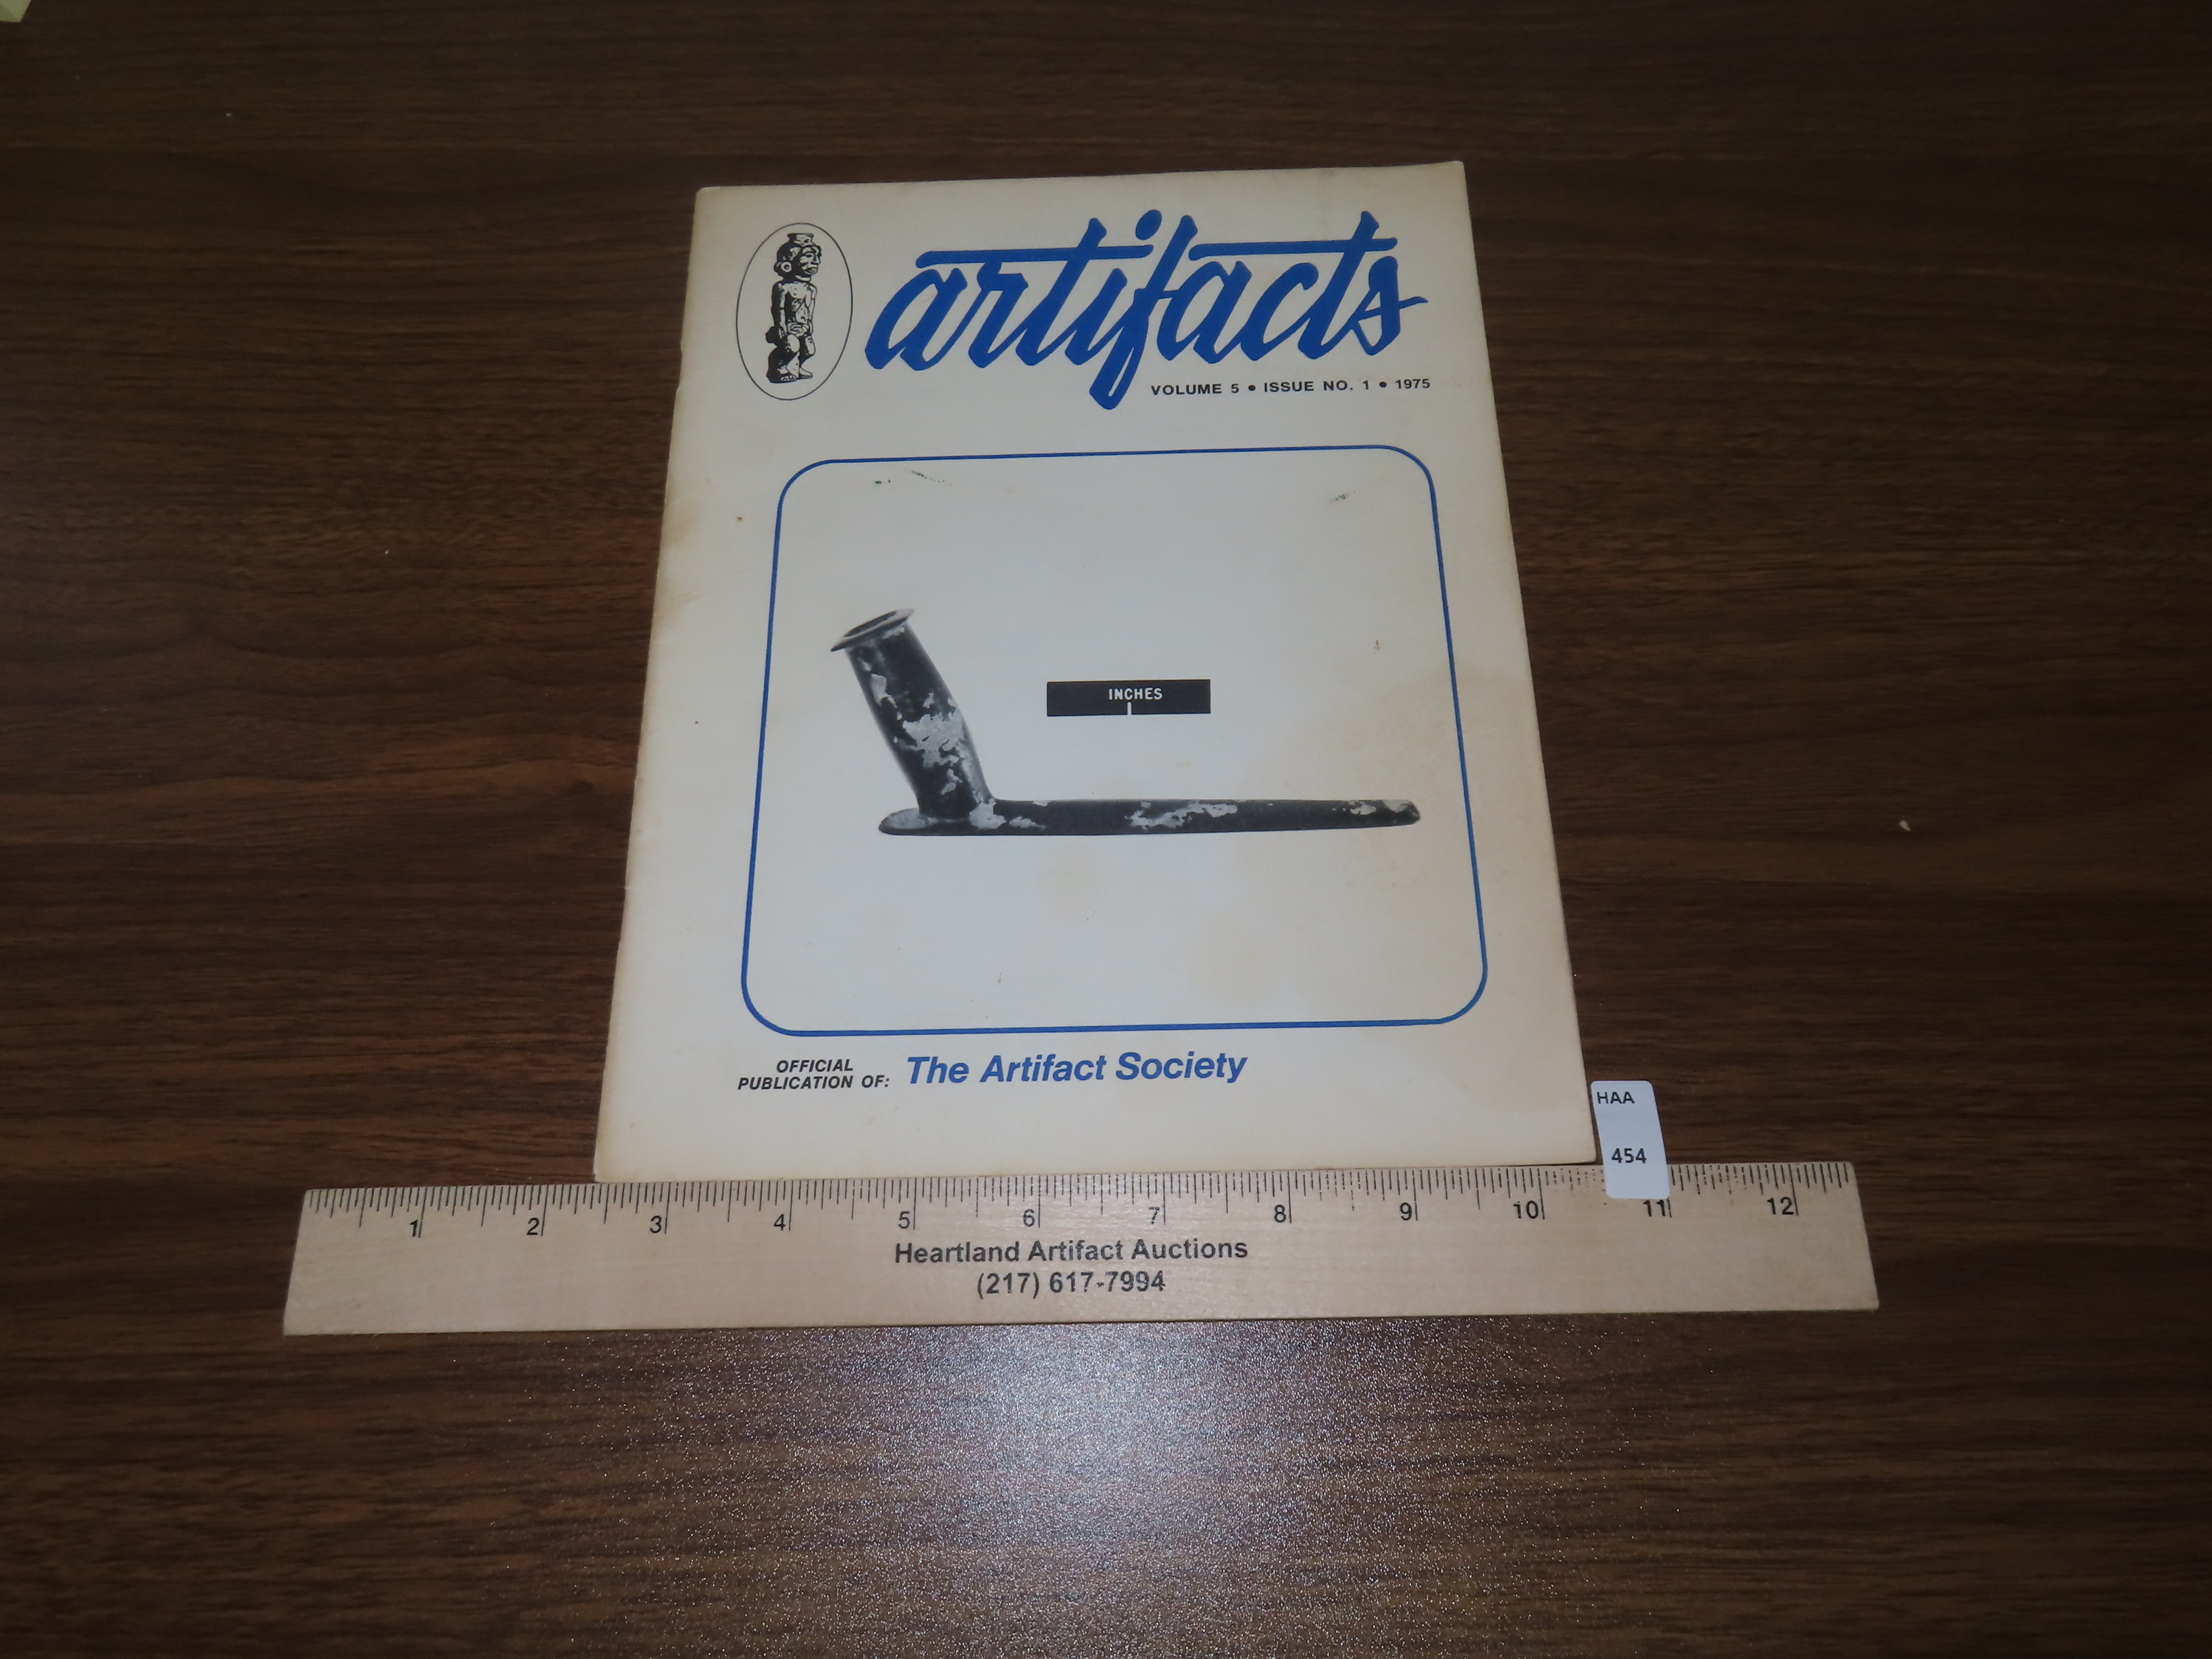 artifacts
VOLUME 5 • ISSUE NO. 1 • 1975
INCHES
OFFICIAL
PUBLICATION OF: The Artifact Society
HAA
454
1 2 3 4 5 6 7 8 9 10 11 12
Heartland Artifact Auctions
(217) 617-7994